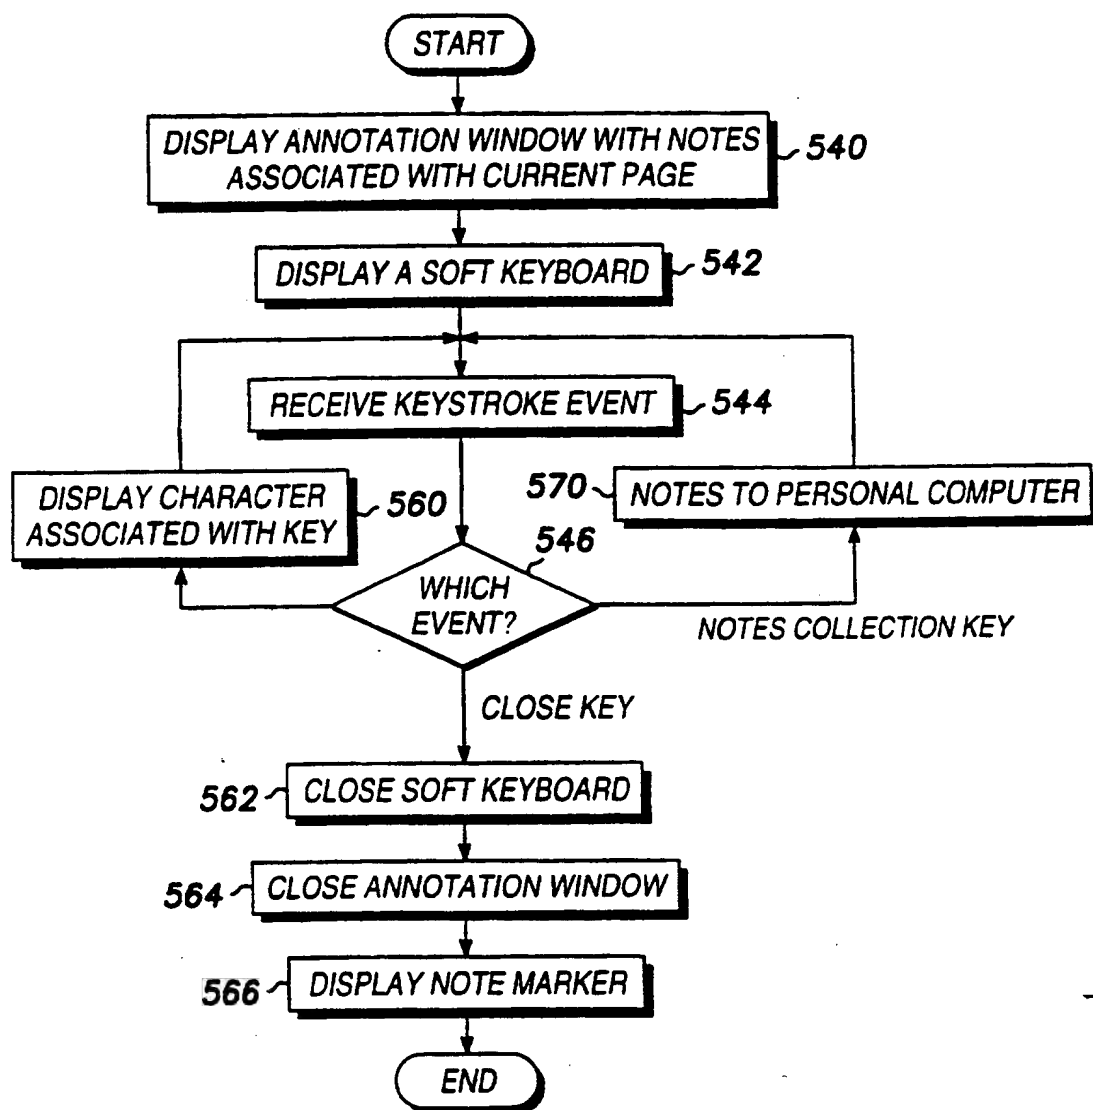 START
DISPLAY ANNOTATION WINDOW WITH NOTES
ASSOCIATED WITH CURRENT PAGE
540
DISPLAY A SOFT KEYBOARD
542
RECEIVE KEYSTROKE EVENT
544
DISPLAY CHARACTER
ASSOCIATED WITH KEY
560
570
NOTES TO PERSONAL COMPUTER
546
WHICH
EVENT?
NOTES COLLECTION KEY
CLOSE KEY
562
CLOSE SOFT KEYBOARD
564
CLOSE ANNOTATION WINDOW
566
DISPLAY NOTE MARKER
END